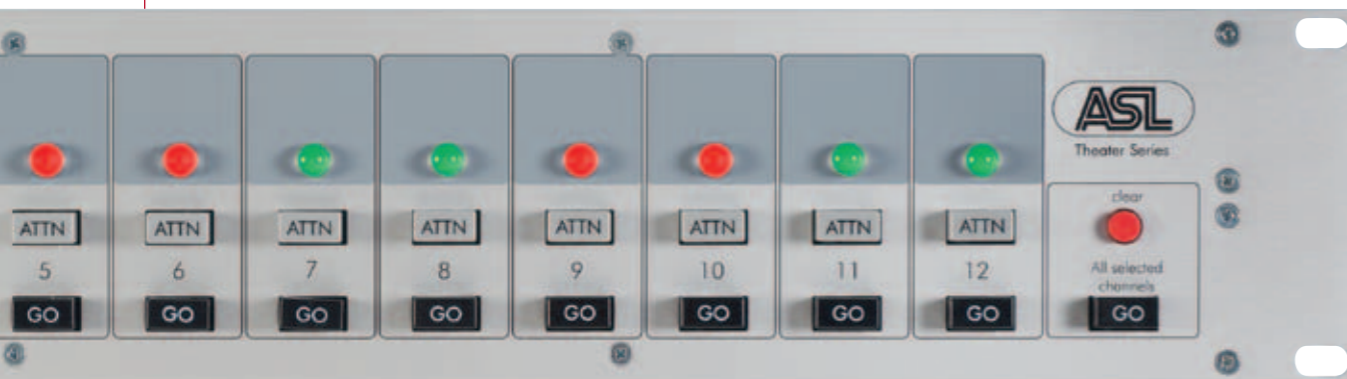 ASL
Theater Series
ATTN ATTN ATTN ATTN ATTN ATTN ATTN ATTN
clear
5 6 7 8 9 10 11 12
All selected
channels
GO GO GO GO GO GO GO GO GO